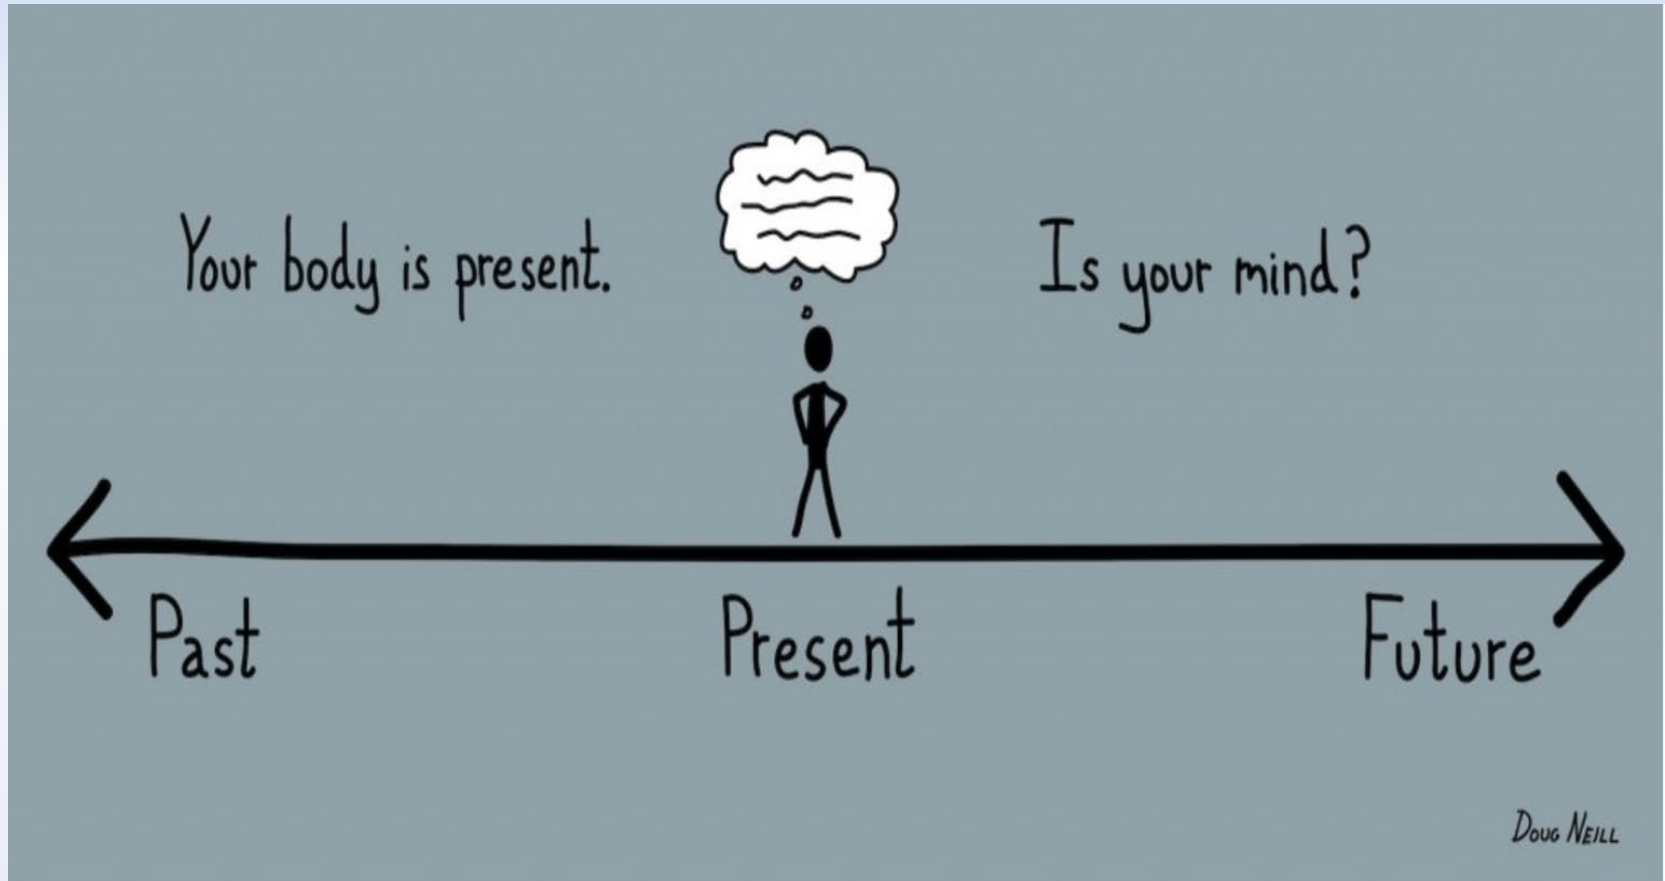 Your body is present.
Is your mind?
Past
Present
Future
Doug Neill